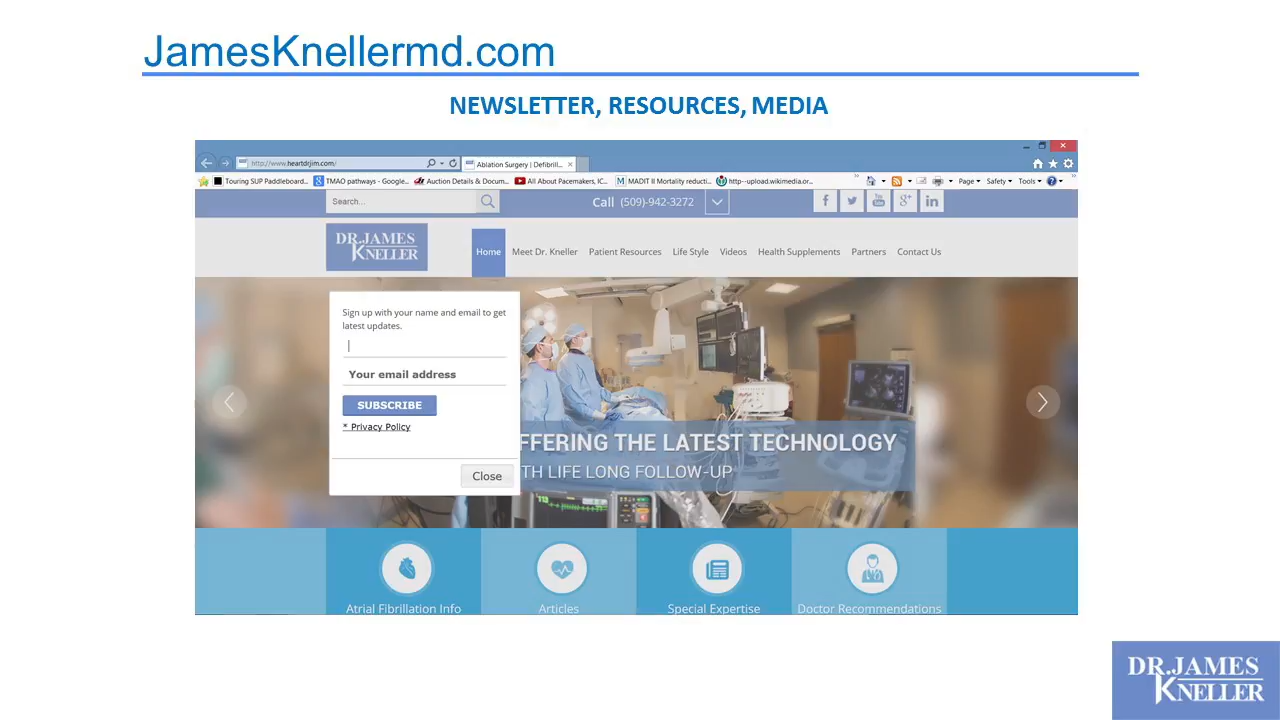 JamesKnellermd.com
NEWSLETTER, RESOURCES, MEDIA
http://www.heartdrjim.com/
Ablation Surgery | Defibrill...
Touring SUP Paddleboard... TMAO pathways - Google... Auction Details & Docum... All About Pacemakers, IC... MADIT II Mortality reducti... http--upload.wikimedia.or...
Page Safety Tools
Search... Call (509)-942-3272
DR.JAMES
KNELLER
Home Meet Dr. Kneller Patient Resources Life Style Videos Health Supplements Partners Contact Us
Sign up with your name and email to get
latest updates.
Your email address
SUBSCRIBE
* Privacy Policy
Close
FFERING THE LATEST TECHNOLOGY
TH LIFE LONG FOLLOW-UP
Atrial Fibrillation Info Articles Special Expertise Doctor Recommendations
DR.JAMES
KNELLER